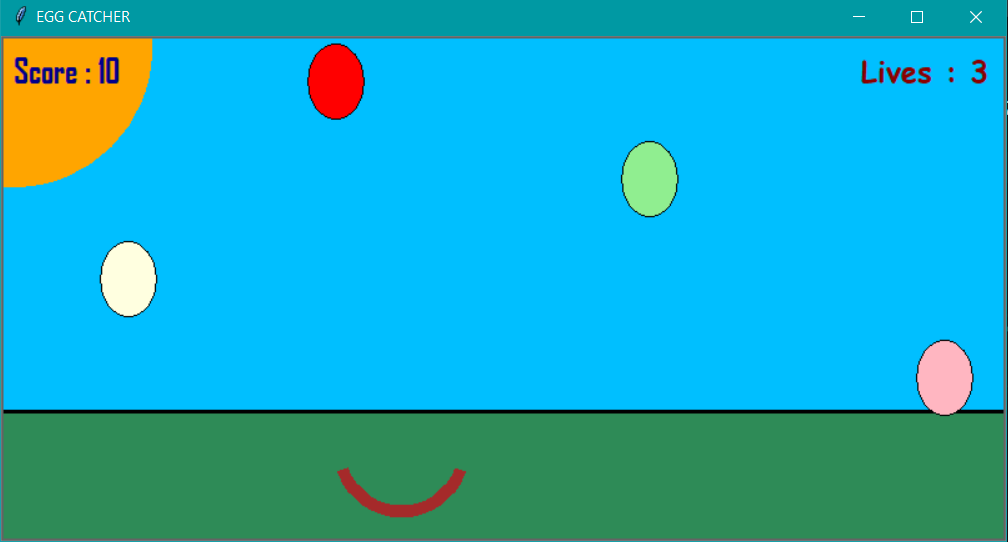 EGG CATCHER
Score : 10
Lives : 3